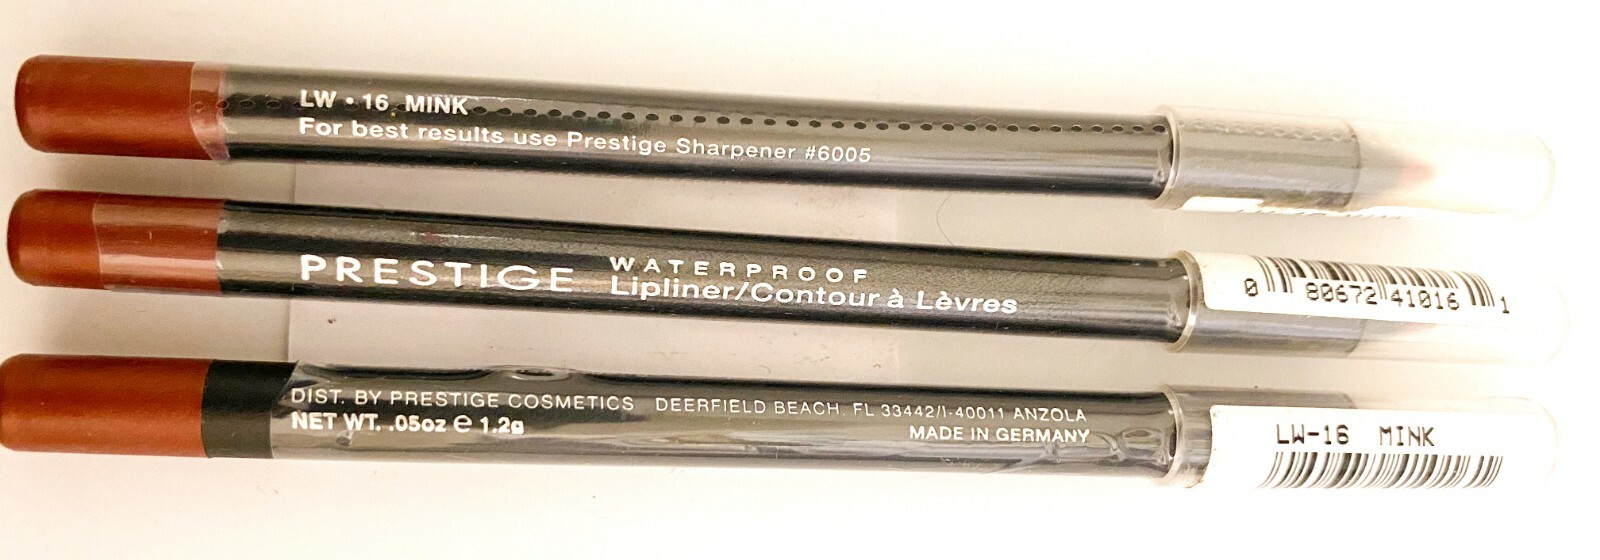 LW • 16 MINK
For best results use Prestige Sharpener #6005
PRESTIGE WATERPROOF
Lipliner/Contour à Lèvres
0 80672 41016 1
DIST. BY PRESTIGE COSMETICS DEERFIELD BEACH, FL 33442/I-40011 ANZOLA
NET WT. .05oz e 1.2g MADE IN GERMANY
LW-16 MINK